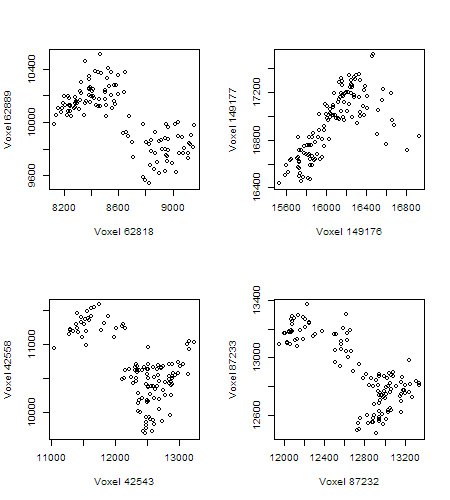 Voxel 62889
9600 10000 10400
8200 8600 9000
Voxel 62818
Voxel 149177
16400 16800 17200
15600 16000 16400 16800
Voxel 149176
Voxel 42558
10000 11000
11000 12000 13000
Voxel 42543
Voxel 87233
12600 13000 13400
12000 12400 12800 13200
Voxel 87232